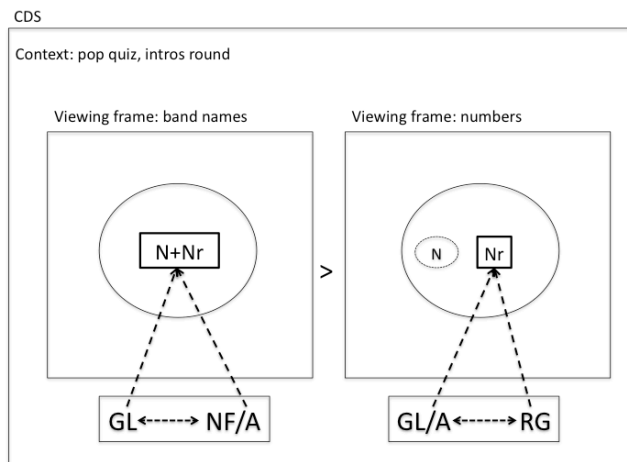 CDS
Context: pop quiz, intros round
Viewing frame: band names
Viewing frame: numbers
N+Nr
>
N
Nr
GL
NF/A
GL/A
RG